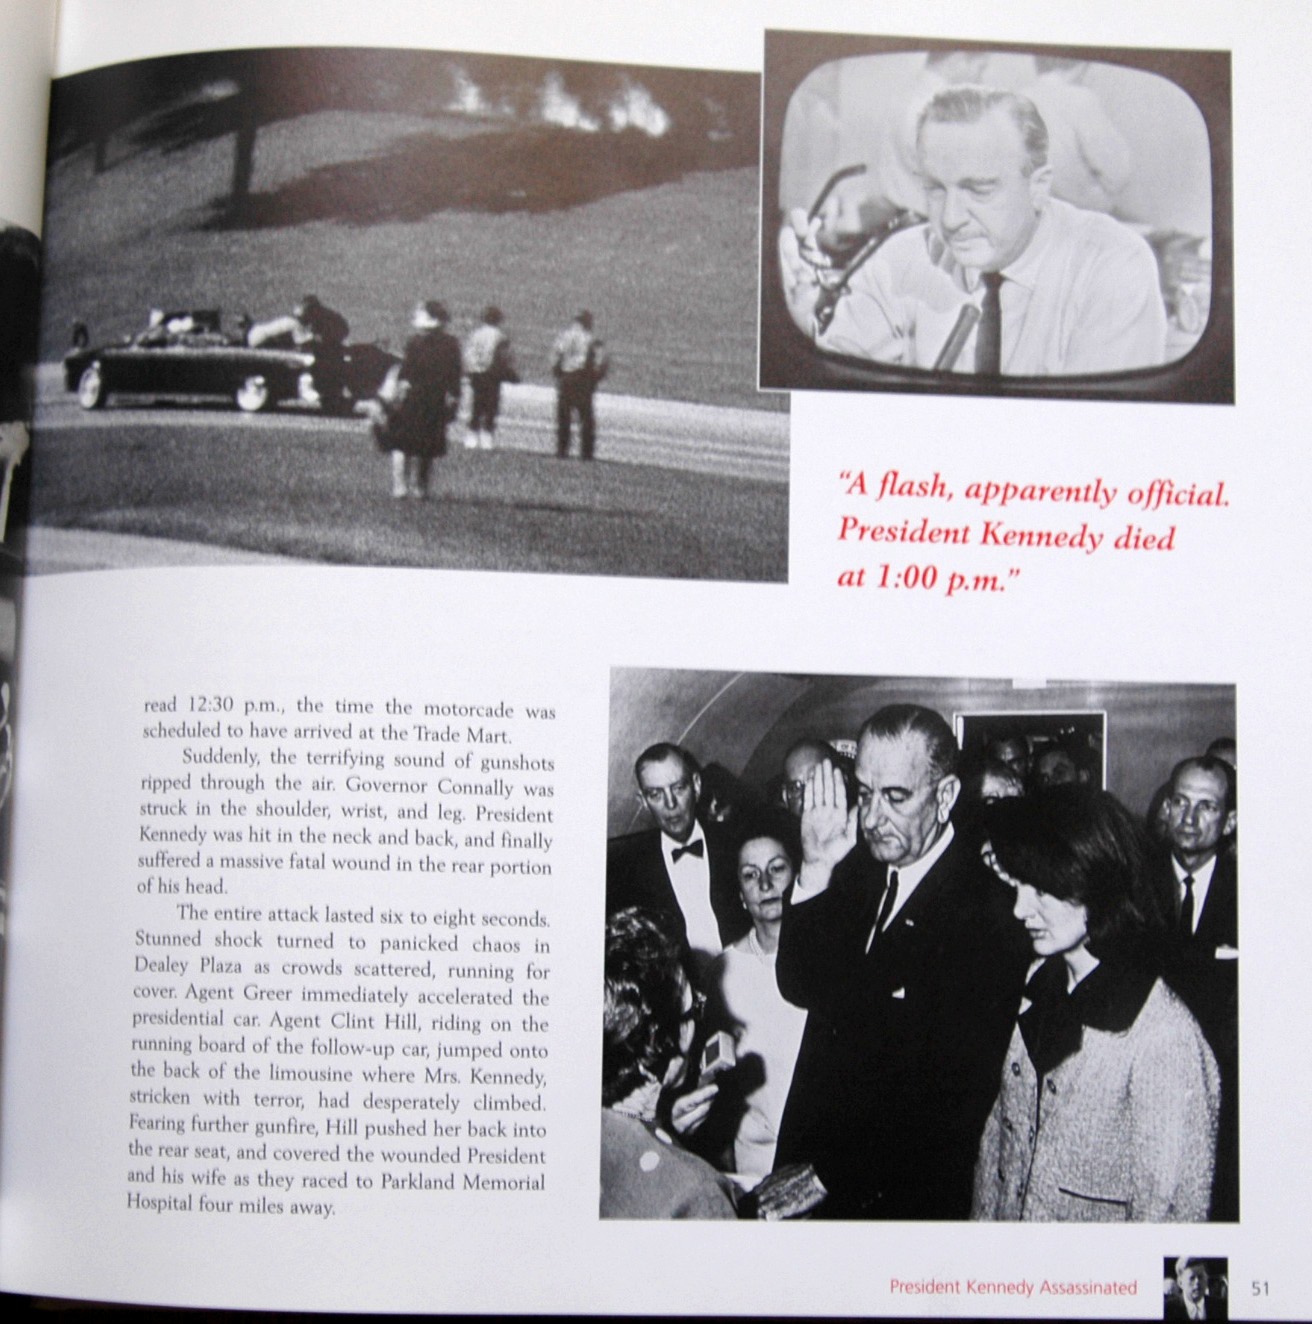 “A flash, apparently official.
President Kennedy died
at 1:00 p.m.”
read 12:30 p.m., the time the motorcade was
scheduled to have arrived at the Trade Mart.
Suddenly, the terrifying sound of gunshots
ripped through the air. Governor Connally was
struck in the shoulder, wrist, and leg. President
Kennedy was hit in the neck and back, and finally
suffered a massive fatal wound in the rear portion
of his head.
The entire attack lasted six to eight seconds.
Stunned shock turned to panicked chaos in
Dealey Plaza as crowds scattered, running for
cover. Agent Greer immediately accelerated the
presidential car. Agent Clint Hill, riding on the
running board of the follow-up car, jumped onto
the back of the limousine where Mrs. Kennedy,
stricken with terror, had desperately climbed.
Fearing further gunfire, Hill pushed her back into
the rear seat, and covered the wounded President
and his wife as they raced to Parkland Memorial
Hospital four miles away.
President Kennedy Assassinated
51